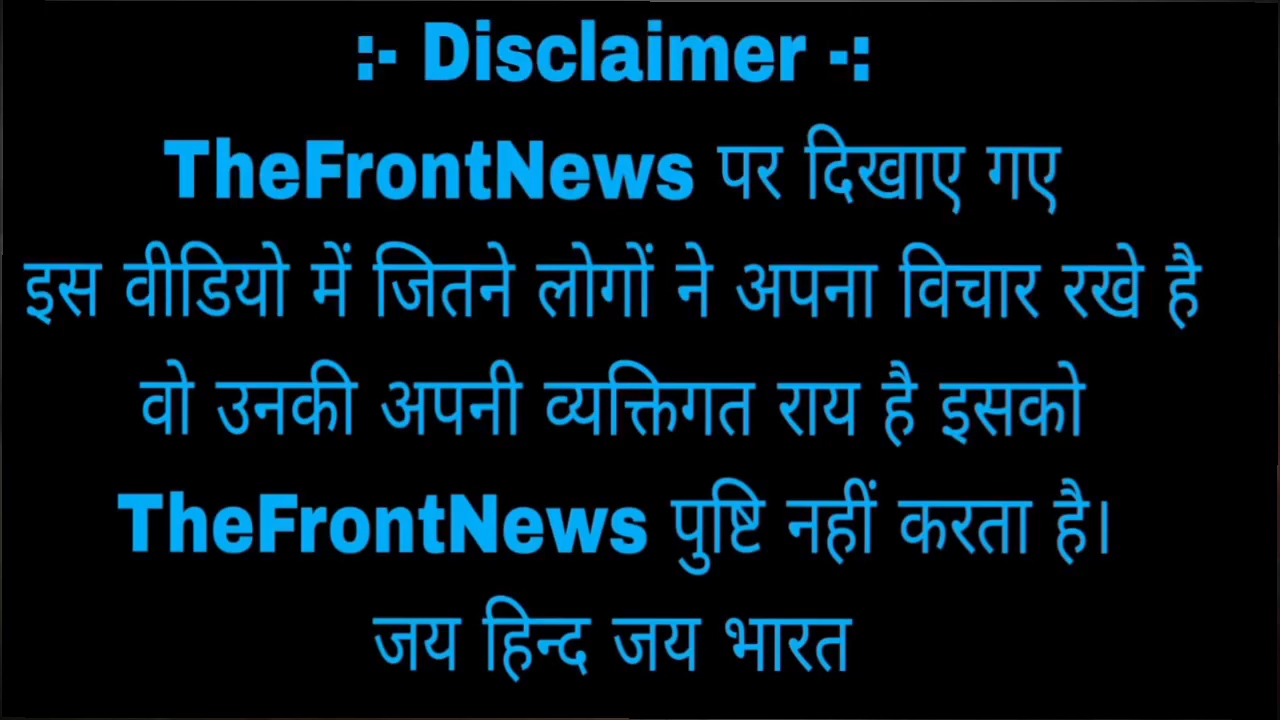 :- Disclaimer -:
TheFrontNews पर दिखाए गए
इस वीडियो में जितने लोगों ने अपना विचार रखे है
वो उनकी अपनी व्यक्तिगत राय है इसको
TheFrontNews पुष्टि नहीं करता है।
जय हिन्द जय भारत